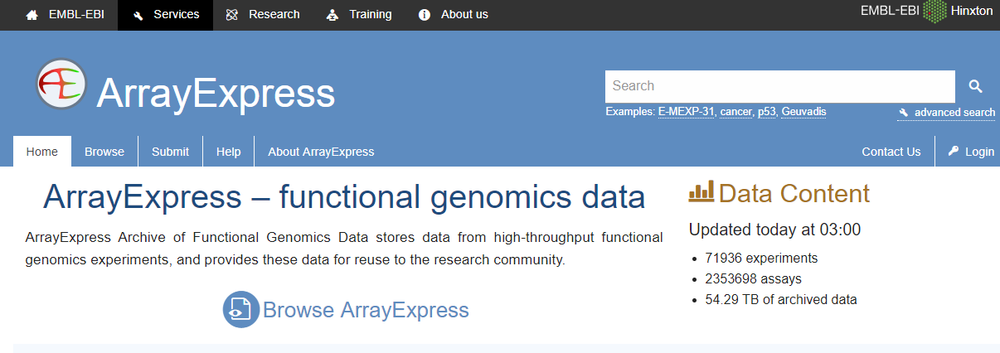 EMBL-EBI Services Research Training About us
EMBL-EBI Hinxton
ArrayExpress
Search
Examples: E-MEXP-31, cancer, p53, Geuvadis
advanced search
Home Browse Submit Help About ArrayExpress
Contact Us Login
ArrayExpress – functional genomics data
ArrayExpress Archive of Functional Genomics Data stores data from high-throughput functional
genomics experiments, and provides these data for reuse to the research community.
Browse ArrayExpress
Data Content
Updated today at 03:00
71936 experiments
2353698 assays
54.29 TB of archived data